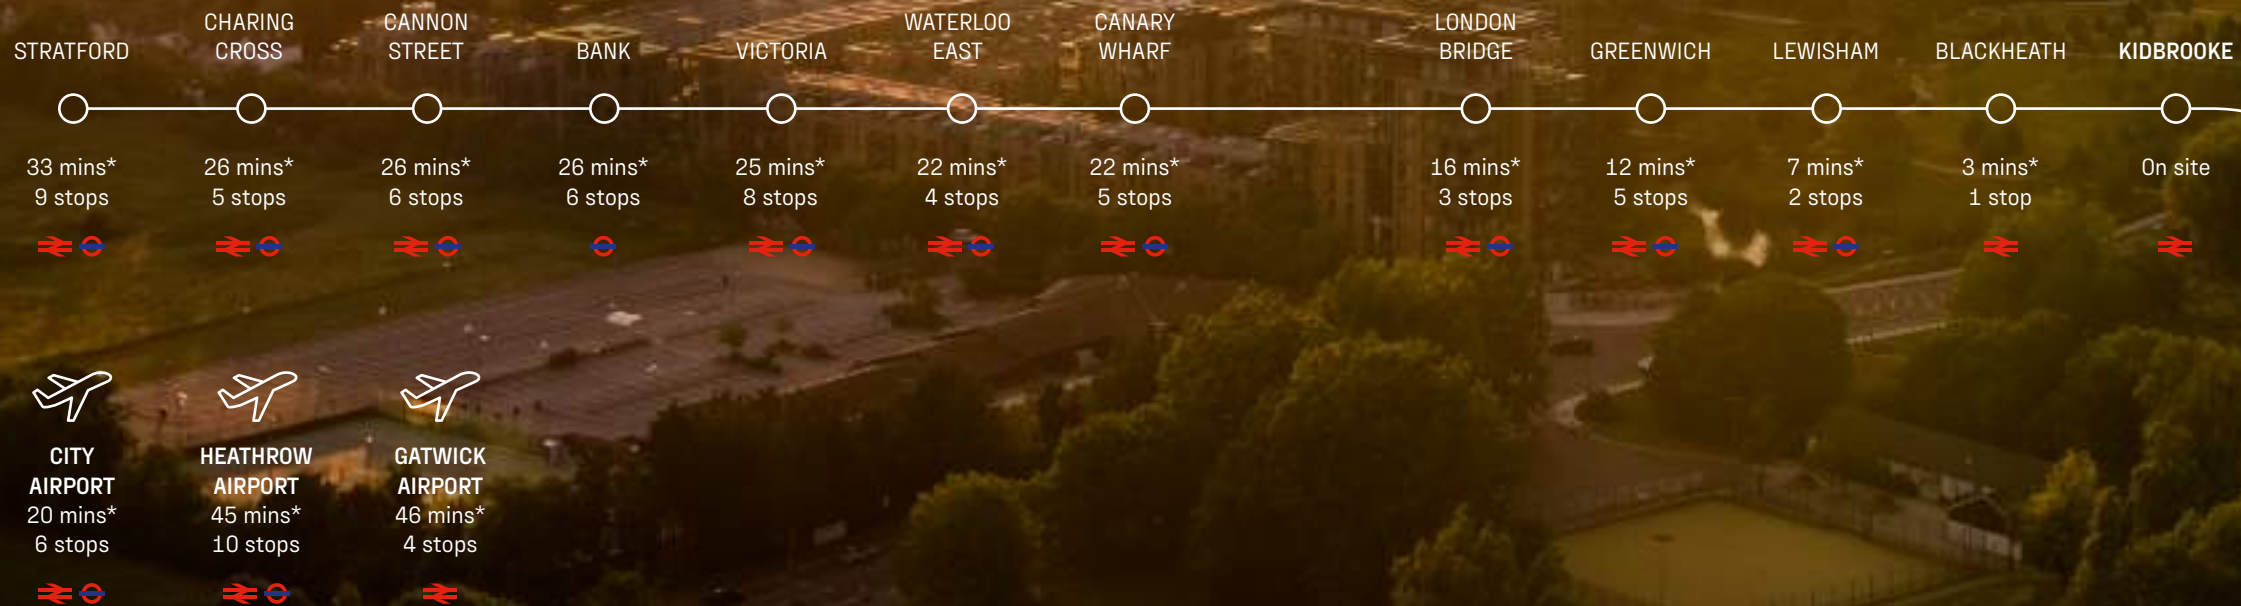 STRATFORD
CHARING
CROSS
CANNON
STREET
BANK
VICTORIA
WATERLOO
EAST
CANARY
WHARF
LONDON
BRIDGE
GREENWICH
LEWISHAM
BLACKHEATH
KIDBROOKE
33 mins*
9 stops
26 mins*
5 stops
26 mins*
6 stops
26 mins*
6 stops
25 mins*
8 stops
22 mins*
4 stops
22 mins*
5 stops
16 mins*
3 stops
12 mins*
5 stops
7 mins*
2 stops
3 mins*
1 stop
On site
CITY
AIRPORT
20 mins*
6 stops
HEATHROW
AIRPORT
45 mins*
10 stops
GATWICK
AIRPORT
46 mins*
4 stops